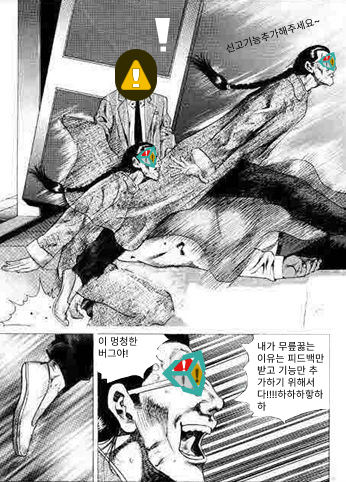 !
신고기능추가해주세요~
!
이 멍청한
버그야!
내가 무릎꿇는
이유는 피드백만
받고 기능만 추
가하기 위해서
다!!!!하하하핳하
하